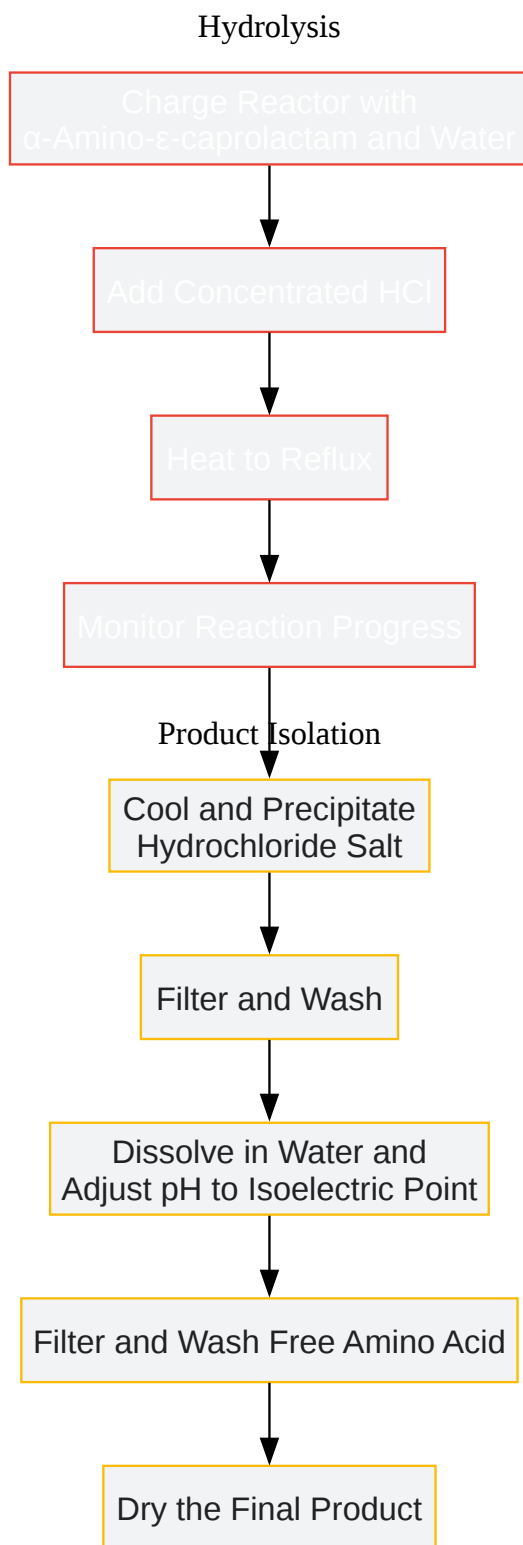 Hydrolysis
Charge Reactor with
α-Amino-ε-caprolactam and Water
Add Concentrated HCl
Heat to Reflux
Monitor Reaction Progress
Product Isolation
Cool and Precipitate
Hydrochloride Salt
Filter and Wash
Dissolve in Water and
Adjust pH to Isoelectric Point
Filter and Wash Free Amino Acid
Dry the Final Product